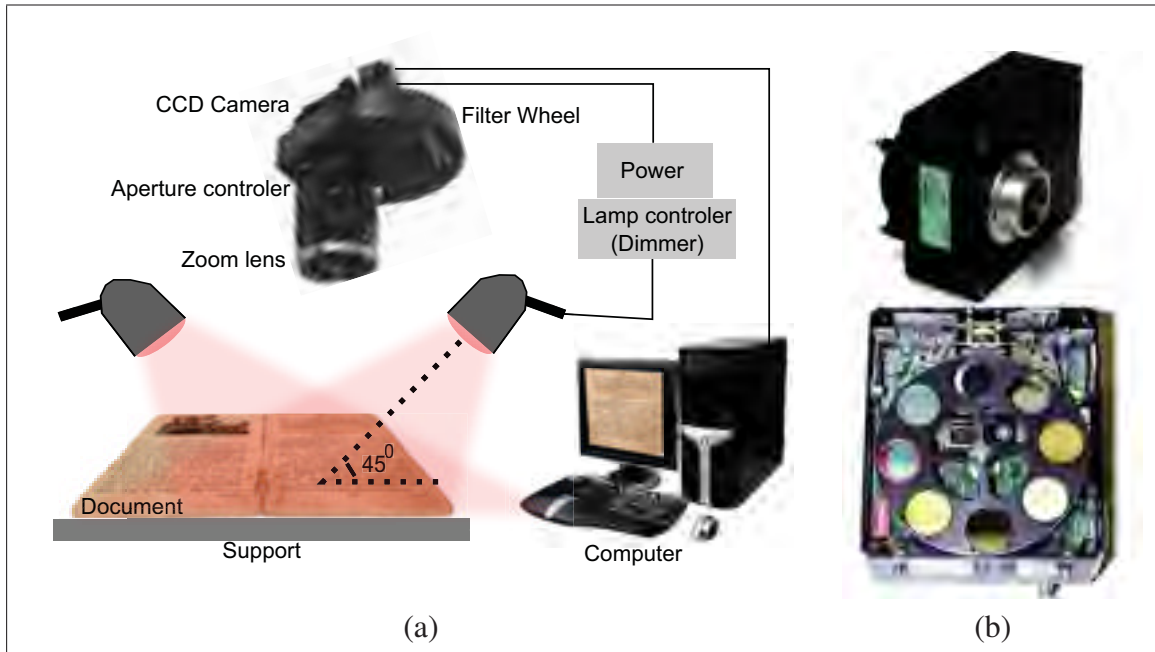 CCD Camera
Filter Wheel
Power
Aperture controler
Lamp controler
(Dimmer)
Zoom lens
45⁰
Document
Support
Computer
(a)
(b)